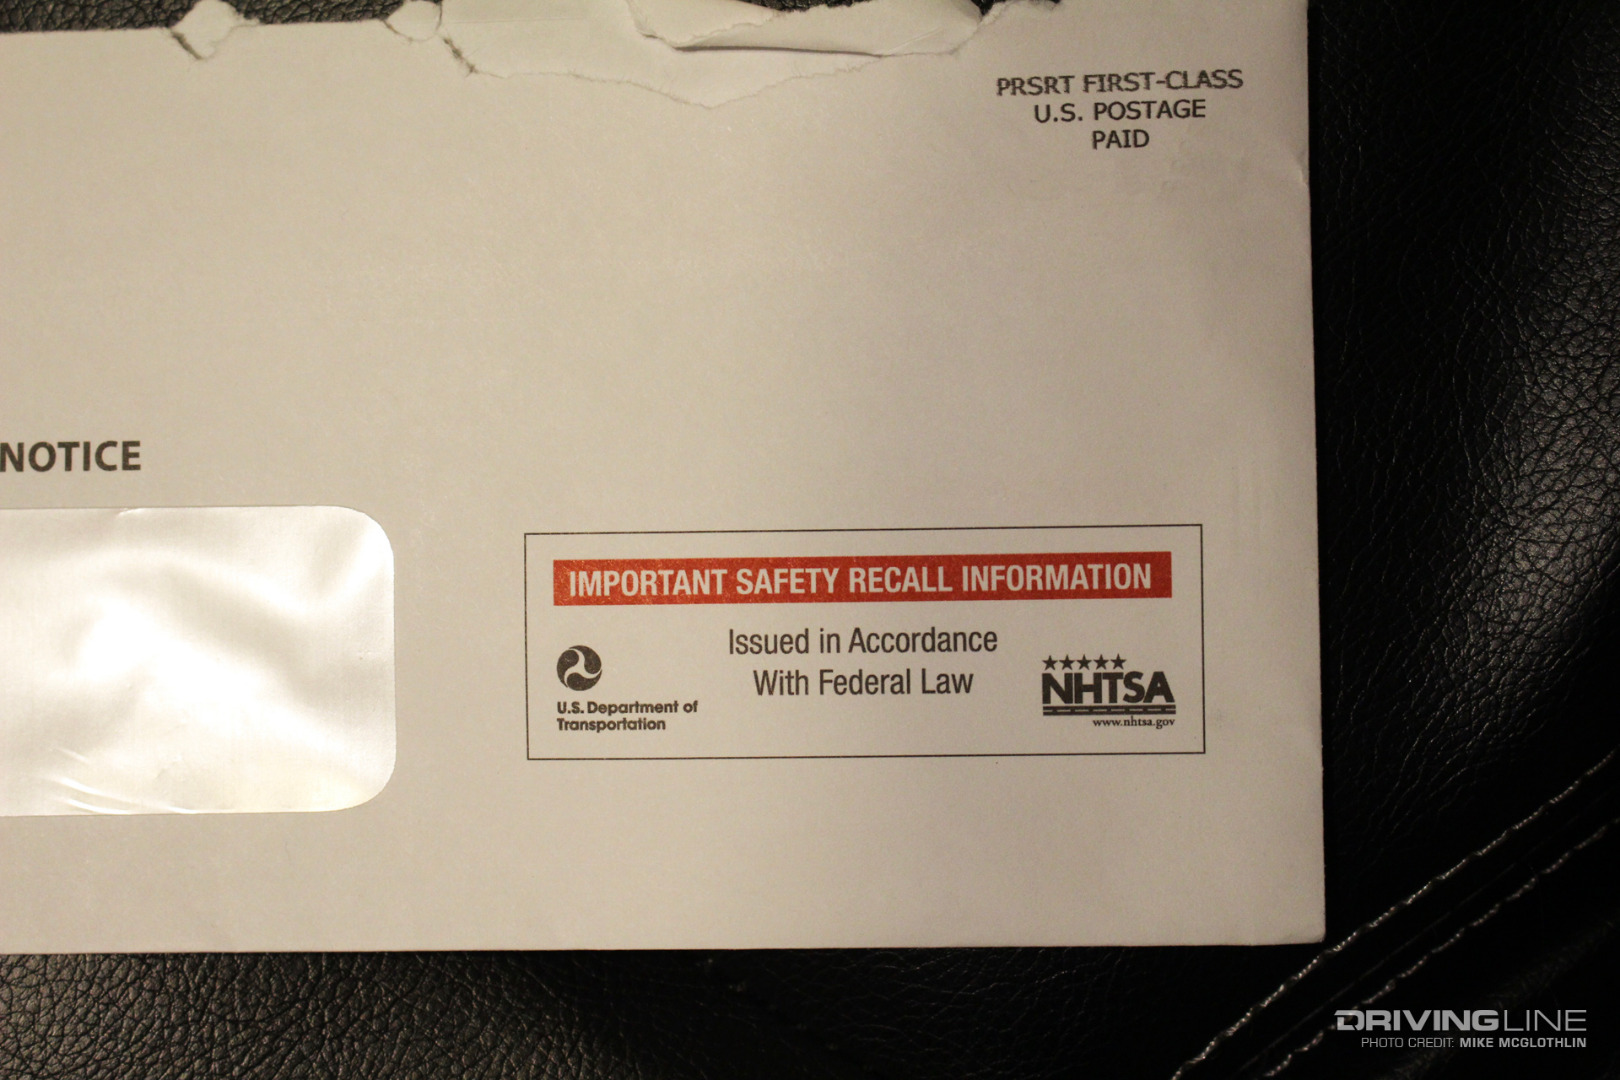 PRSRT FIRST-CLASS
U.S. POSTAGE
PAID
NOTICE
IMPORTANT SAFETY RECALL INFORMATION
Issued in Accordance
With Federal Law
U.S. Department of
Transportation
NHTSA
www.nhtsa.gov
DRIVINGLINE
PHOTO CREDIT: MIKE MCGLOTHLIN